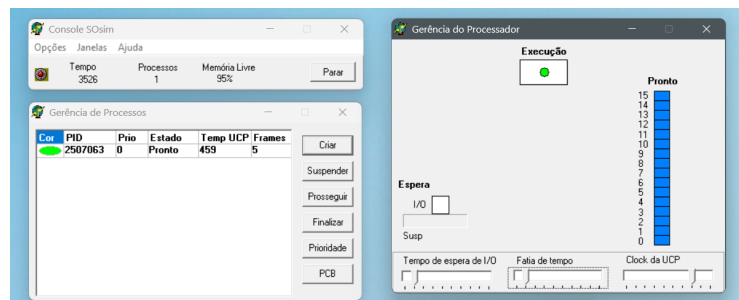 Console SOsim
Opções Janelas Ajuda
Tempo Processos Memória Livre
3526 1 95% Parar
Gerência de Processos
Cor PID Prio Estado Temp UCP Frames
2507063 0 Pronto 459 5
Criar
Suspender
Prosseguir
Finalizar
Prioridade
PCB
Gerência do Processador
Execução
Pronto
15
14
13
12
11
10
9
8
7
6
5
4
3
2
1
0
Espera
I/O
Susp
Tempo de espera de I/O Fatia de tempo Clock da UCP